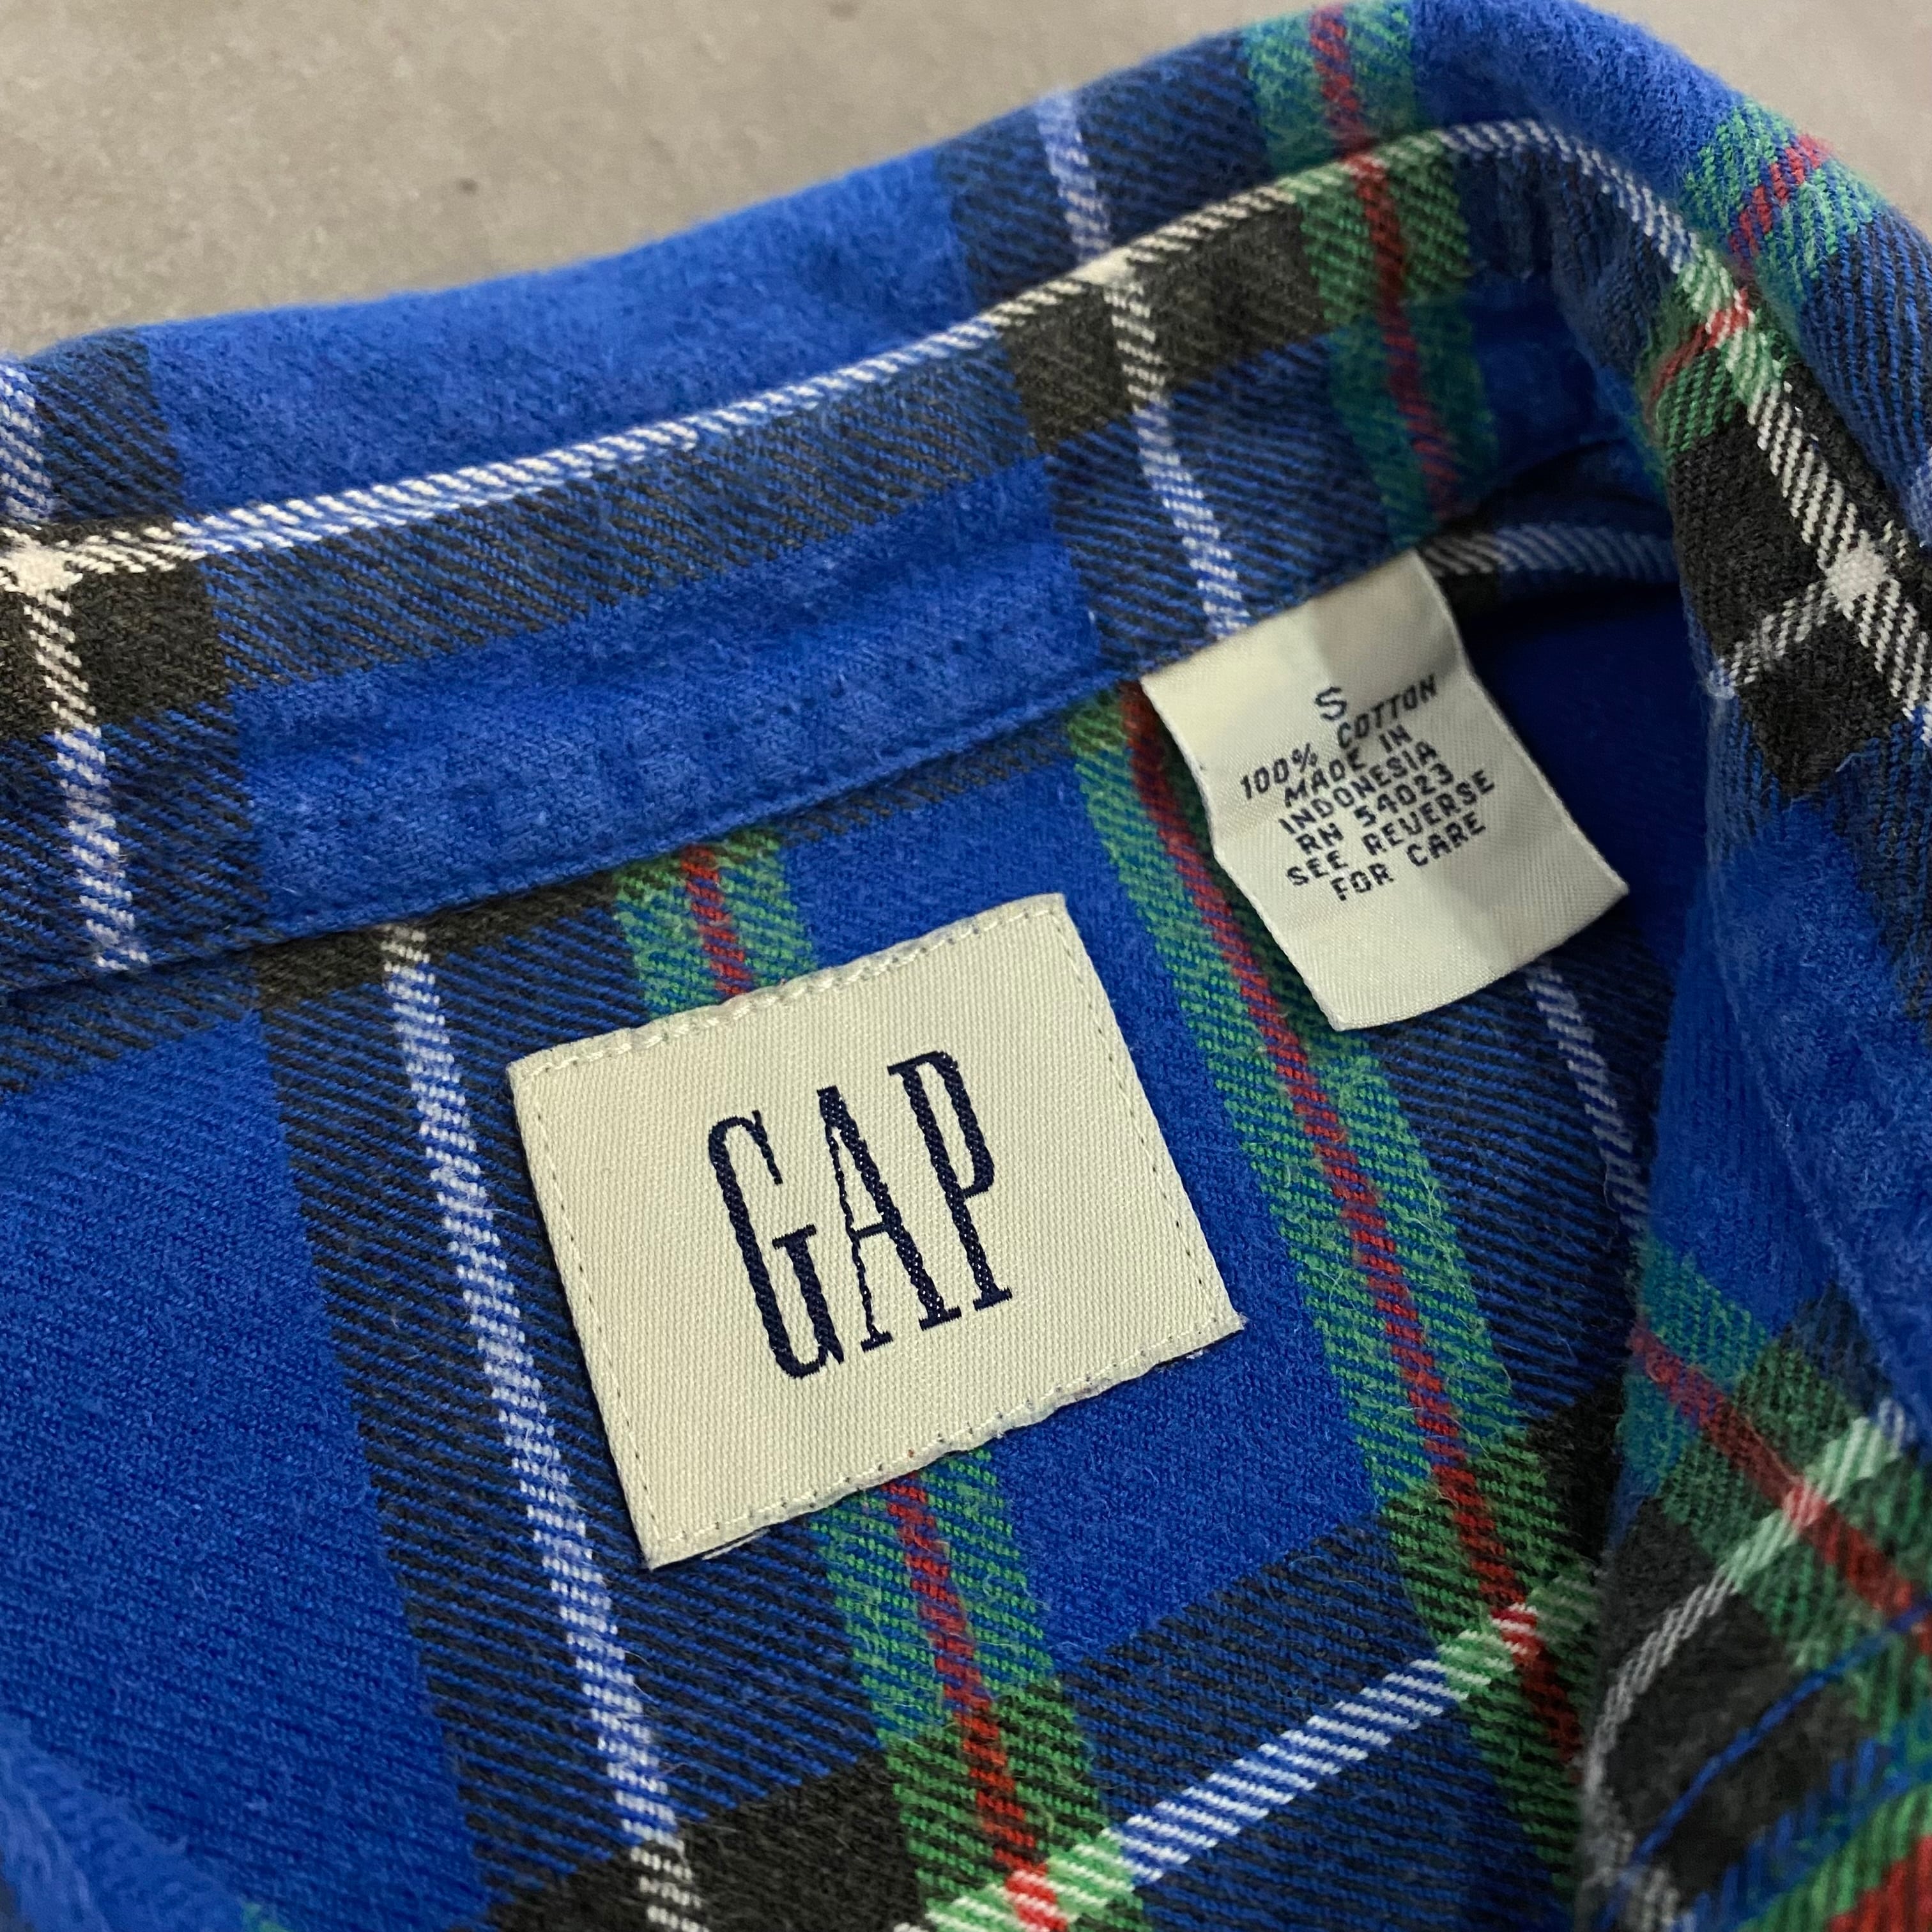 S
100% COTTON
MADE IN
INDONESIA
RN 54023
SEE REVERSE
FOR CARE
GAP